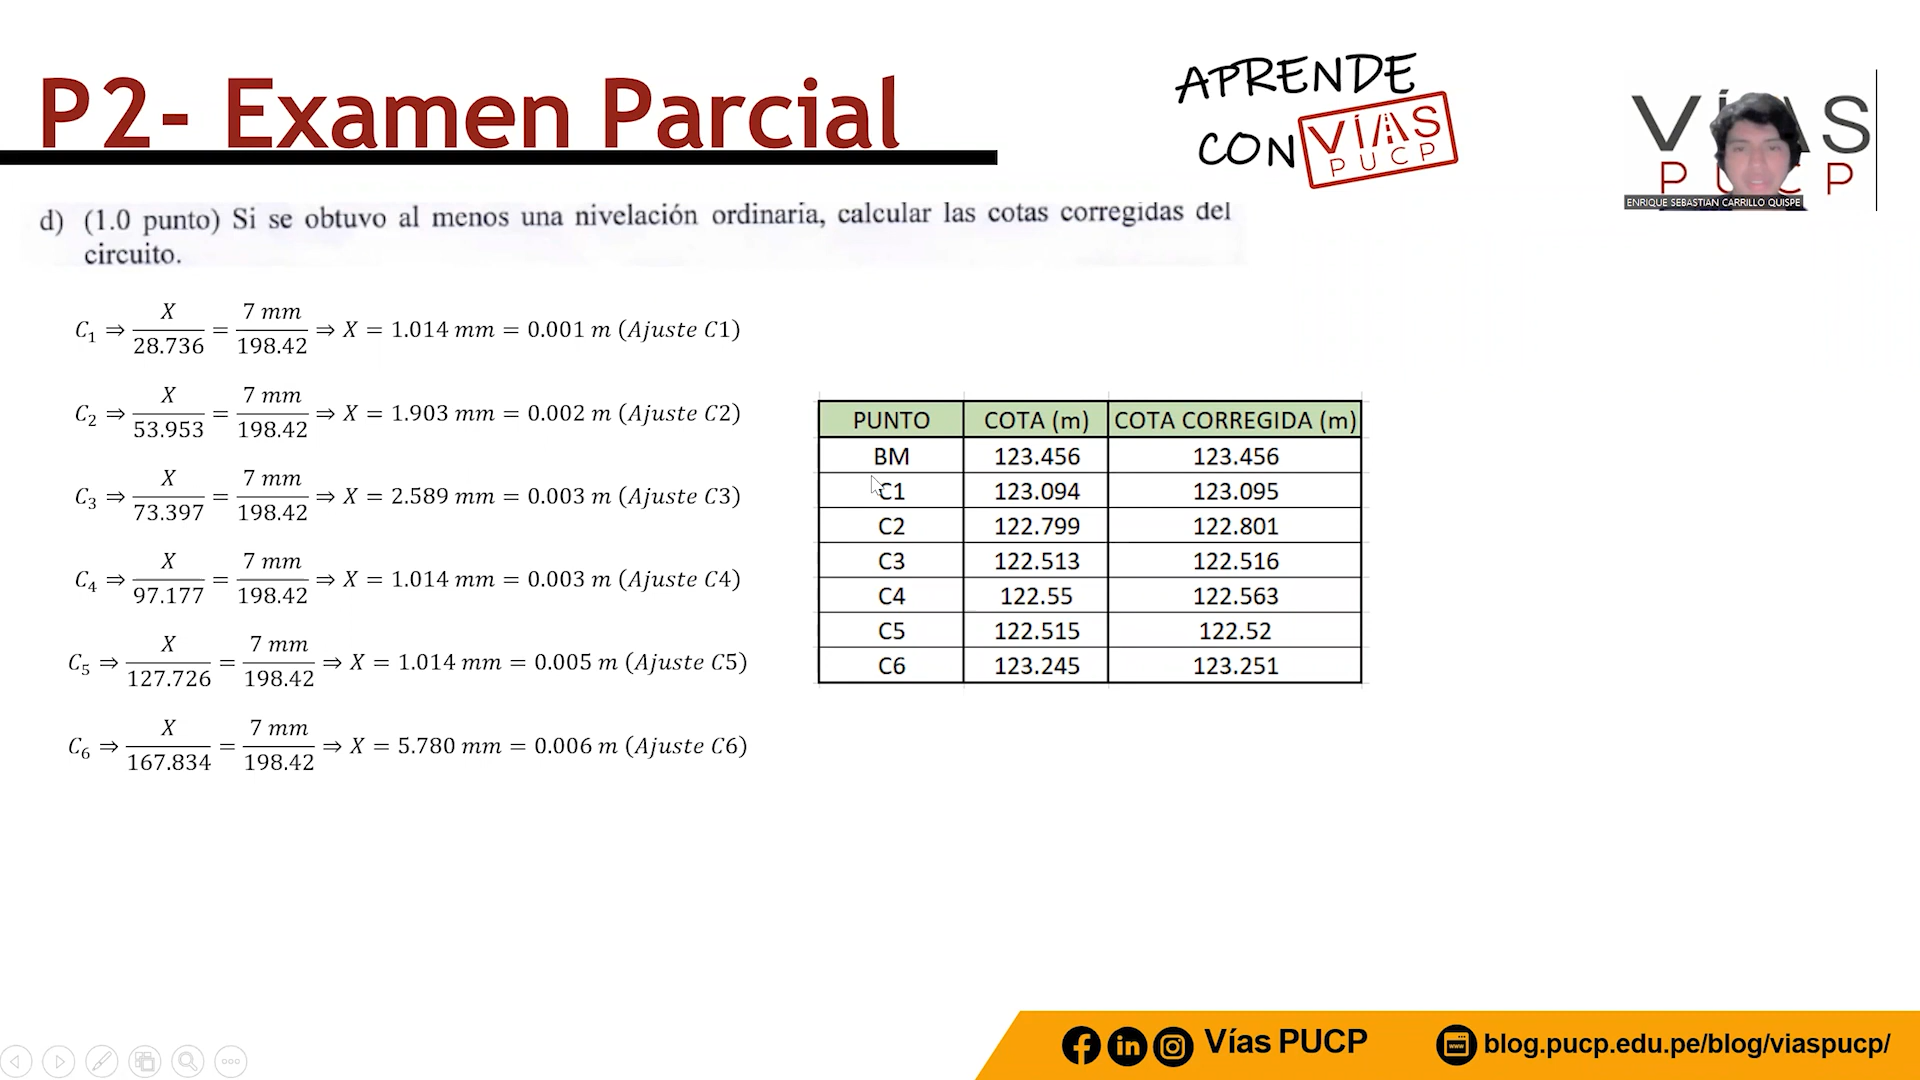 P2- Examen Parcial
APRENDE
CON VÍAS
PUCP
VÍAS
PUCP
ENRIQUE SEBASTIAN CARRILLO QUISPE
d) (1.0 punto) Si se obtuvo al menos una nivelación ordinaria, calcular las cotas corregidas del
circuito.
C₁ ⇒ X/28.736 = 7 mm/198.42 ⇒ X = 1.014 mm = 0.001 m (Ajuste C1)
C₂ ⇒ X/53.953 = 7 mm/198.42 ⇒ X = 1.903 mm = 0.002 m (Ajuste C2)
C₃ ⇒ X/73.397 = 7 mm/198.42 ⇒ X = 2.589 mm = 0.003 m (Ajuste C3)
C₄ ⇒ X/97.177 = 7 mm/198.42 ⇒ X = 1.014 mm = 0.003 m (Ajuste C4)
C₅ ⇒ X/127.726 = 7 mm/198.42 ⇒ X = 1.014 mm = 0.005 m (Ajuste C5)
C₆ ⇒ X/167.834 = 7 mm/198.42 ⇒ X = 5.780 mm = 0.006 m (Ajuste C6)
PUNTO COTA (m) COTA CORREGIDA (m)
BM 123.456 123.456
C1 123.094 123.095
C2 122.799 122.801
C3 122.513 122.516
C4 122.55 122.563
C5 122.515 122.52
C6 123.245 123.251
Vías PUCP
www blog.pucp.edu.pe/blog/viaspucp/